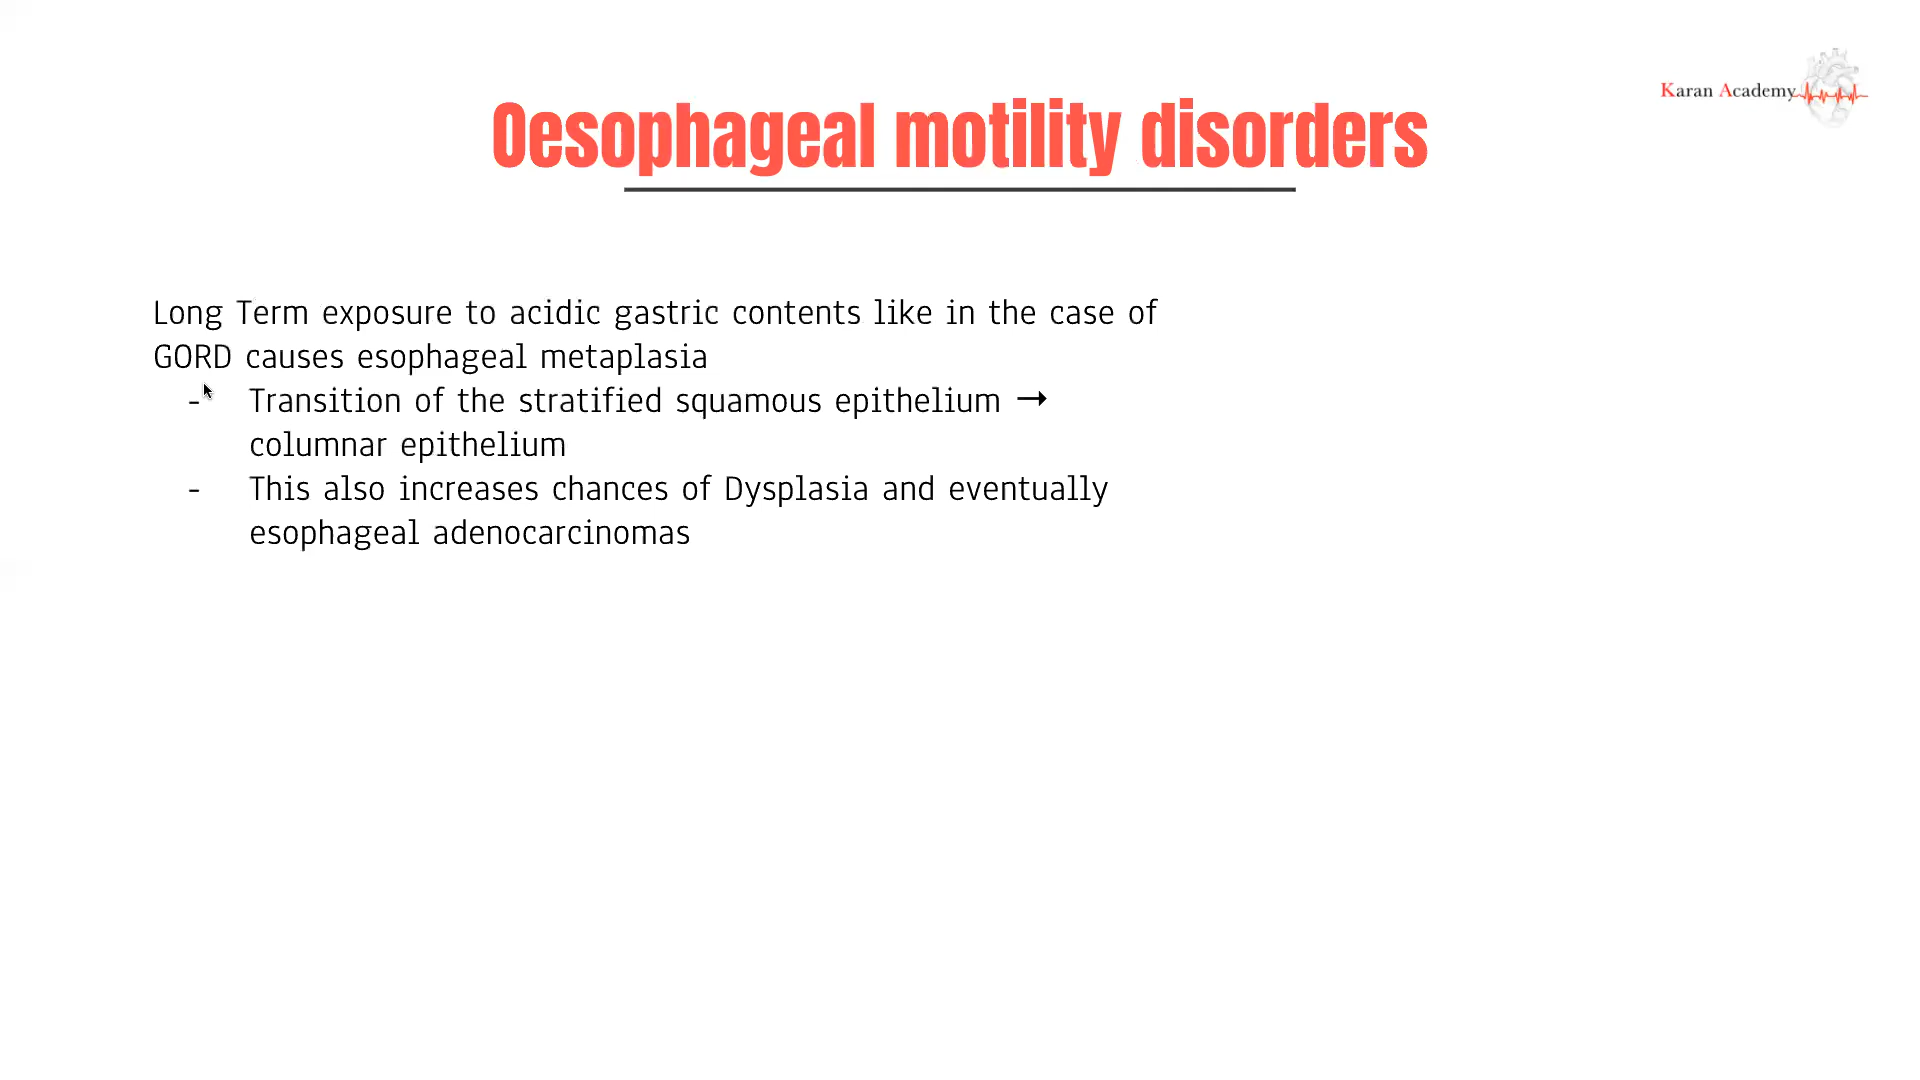 Karan Academy
Oesophageal motility disorders
Long Term exposure to acidic gastric contents like in the case of
GORD causes esophageal metaplasia
- Transition of the stratified squamous epithelium →
columnar epithelium
- This also increases chances of Dysplasia and eventually
esophageal adenocarcinomas